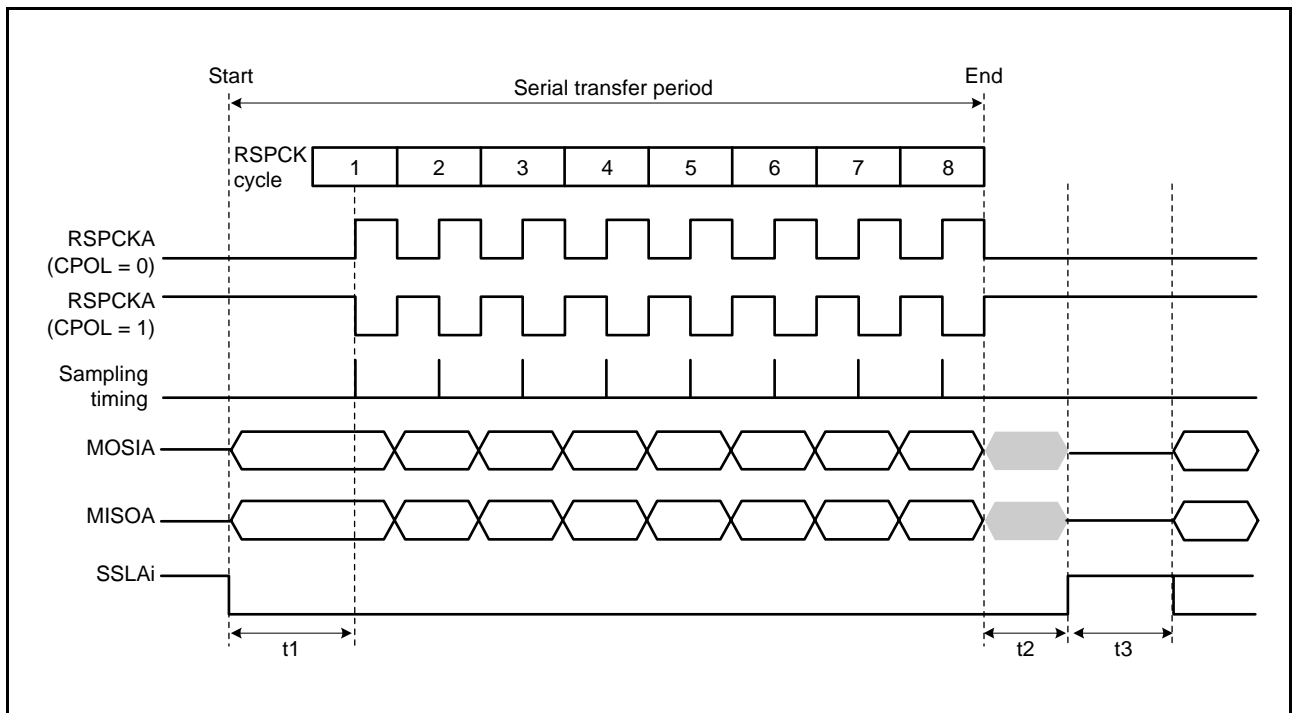 Start
End
Serial transfer period
RSPCK
cycle
1 2 3 4 5 6 7 8
RSPCKA
(CPOL = 0)
RSPCKA
(CPOL = 1)
Sampling
timing
MOSIA
MISOA
SSLAi
t1
t2
t3